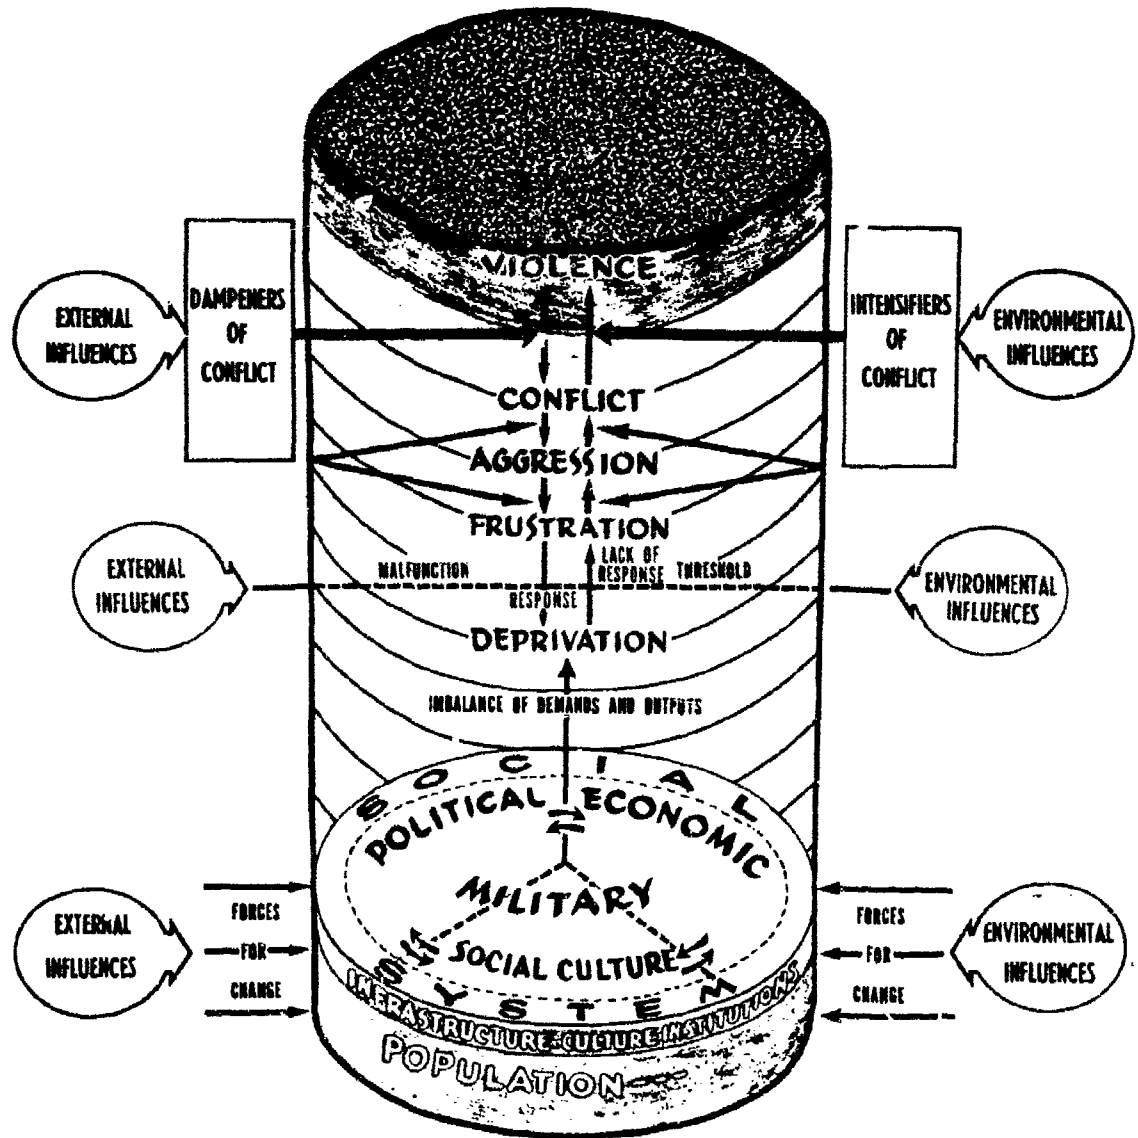 VIOLENCE
DAMPENERS
OF
CONFLICT
INTENSIFIERS
OF
CONFLICT
EXTERNAL
INFLUENCES
ENVIRONMENTAL
INFLUENCES
CONFLICT
AGGRESSION
FRUSTRATION
LACK OF
RESPONSE
MALFUNCTION
THRESHOLD
EXTERNAL
INFLUENCES
ENVIRONMENTAL
INFLUENCES
RESPONSE
DEPRIVATION
IMBALANCE OF DEMANDS AND OUTPUTS
SOCIAL
POLITICAL ECONOMIC
MILITARY
SOCIAL CULTURE
SYSTEM
INFRASTRUCTURE-CULTURE-INSTITUTIONS
POPULATION
EXTERNAL
INFLUENCES
FORCES
FOR
CHANGE
FORCES
FOR
CHANGE
ENVIRONMENTAL
INFLUENCES